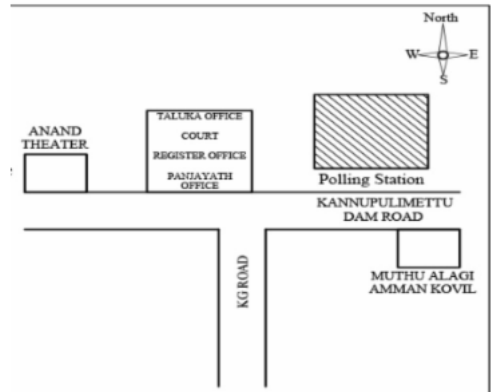 North
W E
S
ANAND
THEATER
TALUKA OFFICE
COURT
REGISTER OFFICE
PANJAYATH
OFFICE
Polling Station
KANNUPULIMETTU
DAM ROAD
KG ROAD
MUTHU ALAGI
AMMAN KOVIL